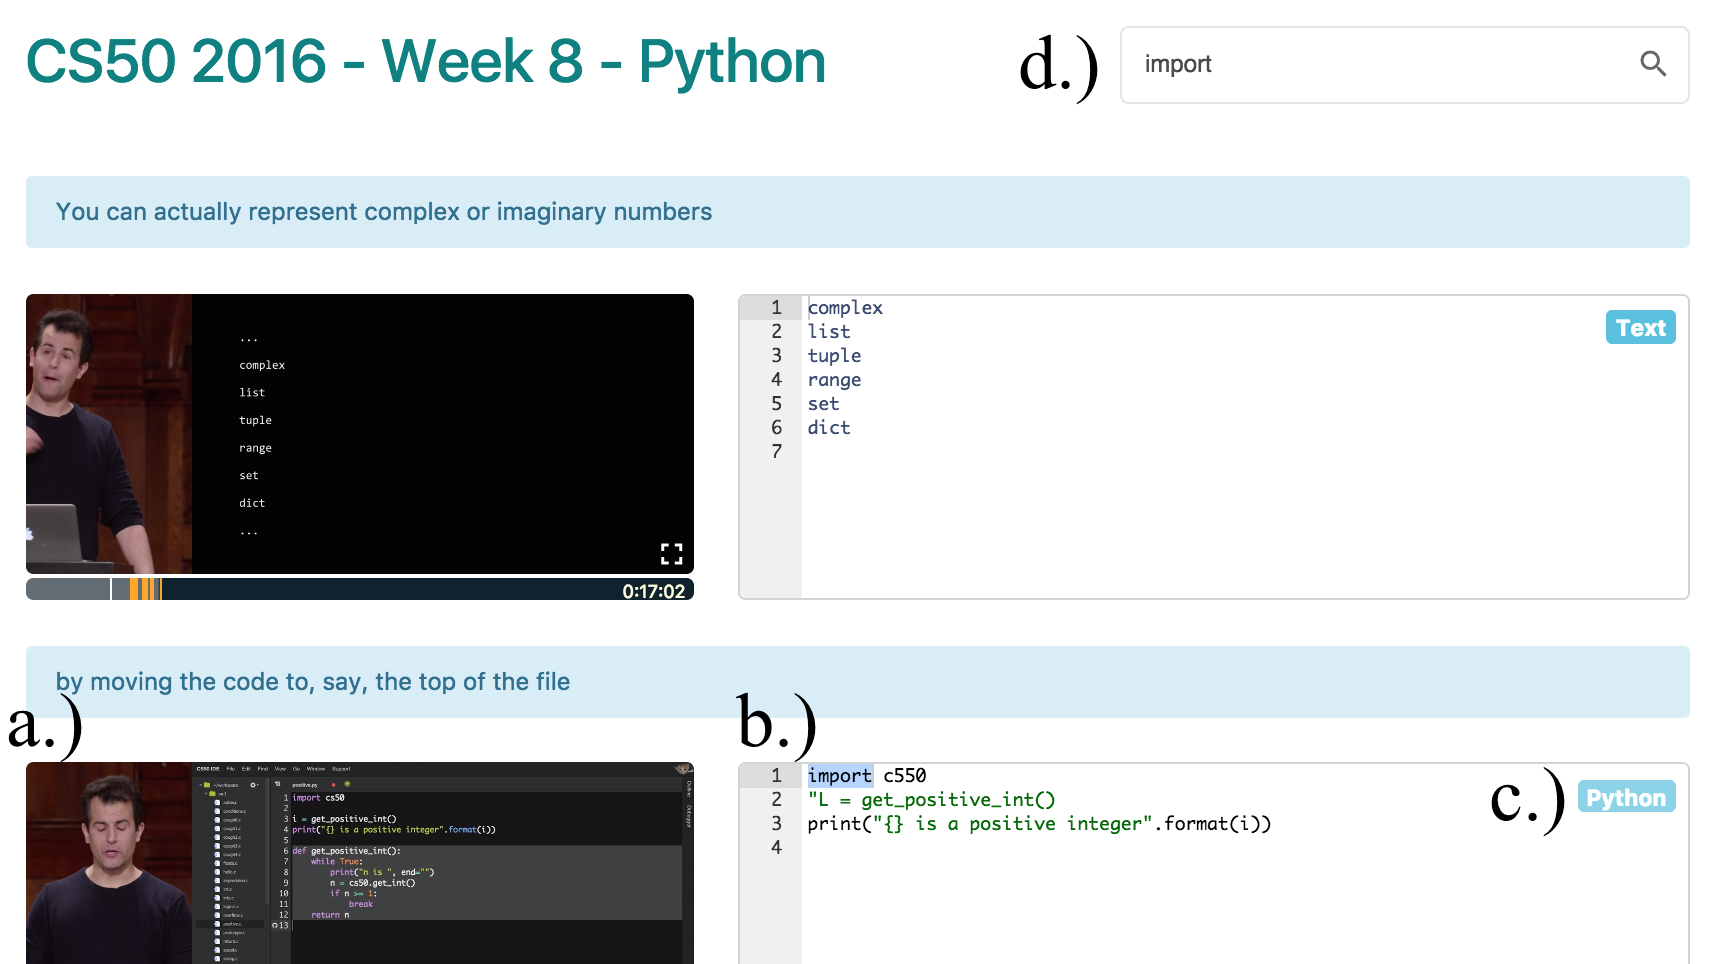 CS50 2016 - Week 8 - Python
d.)
import
You can actually represent complex or imaginary numbers
...
complex
list
tuple
range
set
dict
...
0:17:02
1 complex
2 list
3 tuple
4 range
5 set
6 dict
7
Text
by moving the code to, say, the top of the file
a.)
b.)
CS50 IDE File Edit Find View Go Window Support
~/workspace
src1
positive.py
1 import cs50
2
3 i = get_positive_int()
4 print("{} is a positive integer".format(i))
5
6 def get_positive_int():
7 while True:
8 print("n is ", end="")
9 n = cs50.get_int()
10 if n >= 1:
11 break
12 return n
13
Outline
Debugger
1 import c550
2 "L = get_positive_int()
3 print("{} is a positive integer".format(i))
4
c.)
Python